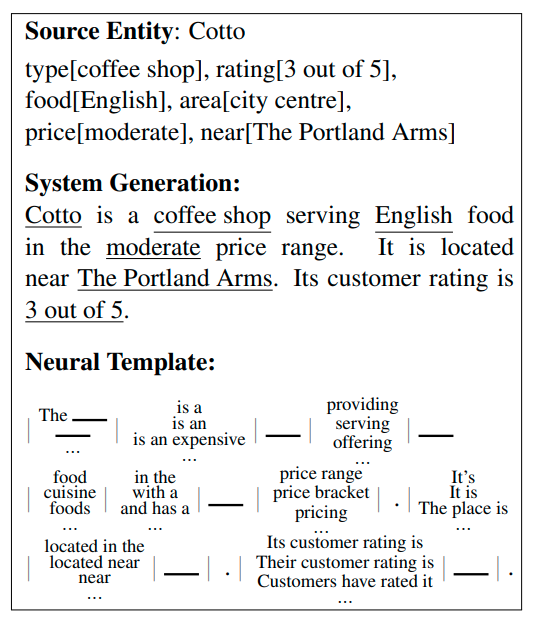 Source Entity: Cotto
type[coffee shop], rating[3 out of 5],
food[English], area[city centre],
price[moderate], near[The Portland Arms]
System Generation:
Cotto is a coffee shop serving English food
in the moderate price range. It is located
near The Portland Arms. Its customer rating is
3 out of 5.
Neural Template:
| The ___ | is a | ___ | providing | ___
___ is an serving
... is an expensive offering
... ...
| food | in the | ___ | price range | . | It's
cuisine with a price bracket It is
foods and has a pricing The place is
... ... ... ...
| located in the | ___ | . | Its customer rating is | ___ | .
located near Their customer rating is
near Customers have rated it
... ...